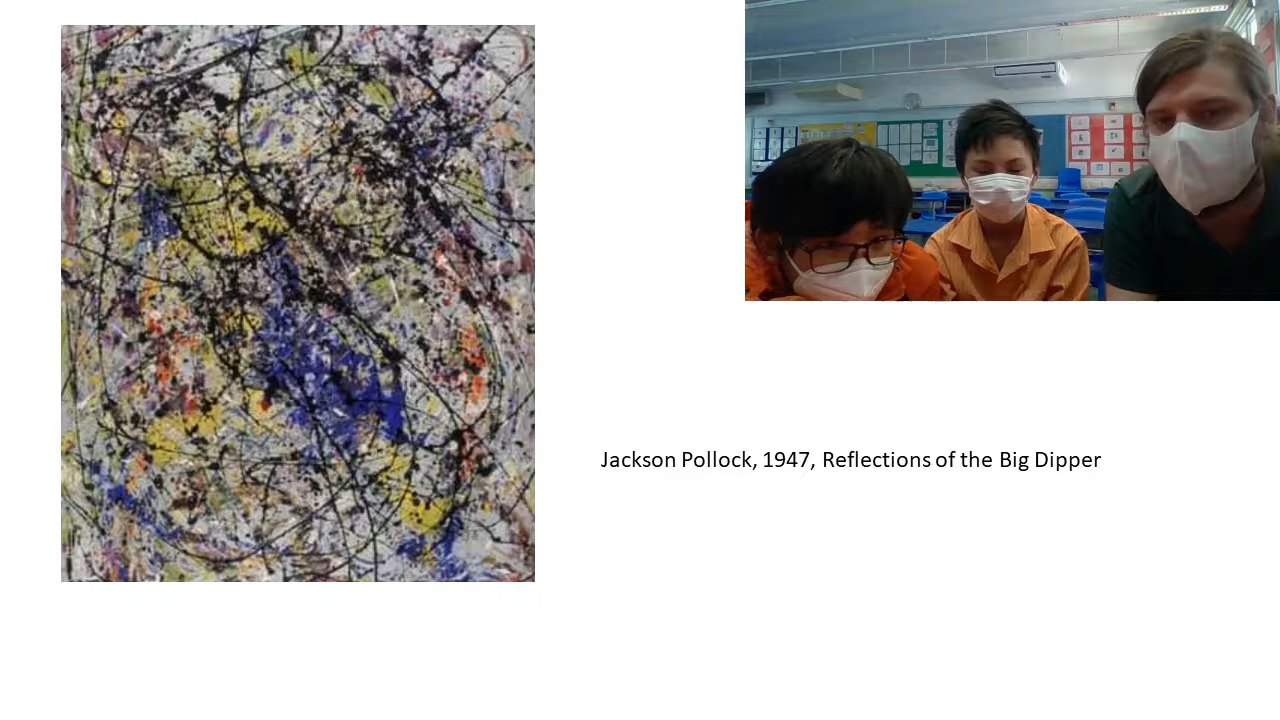 Jackson Pollock, 1947, Reflections of the Big Dipper